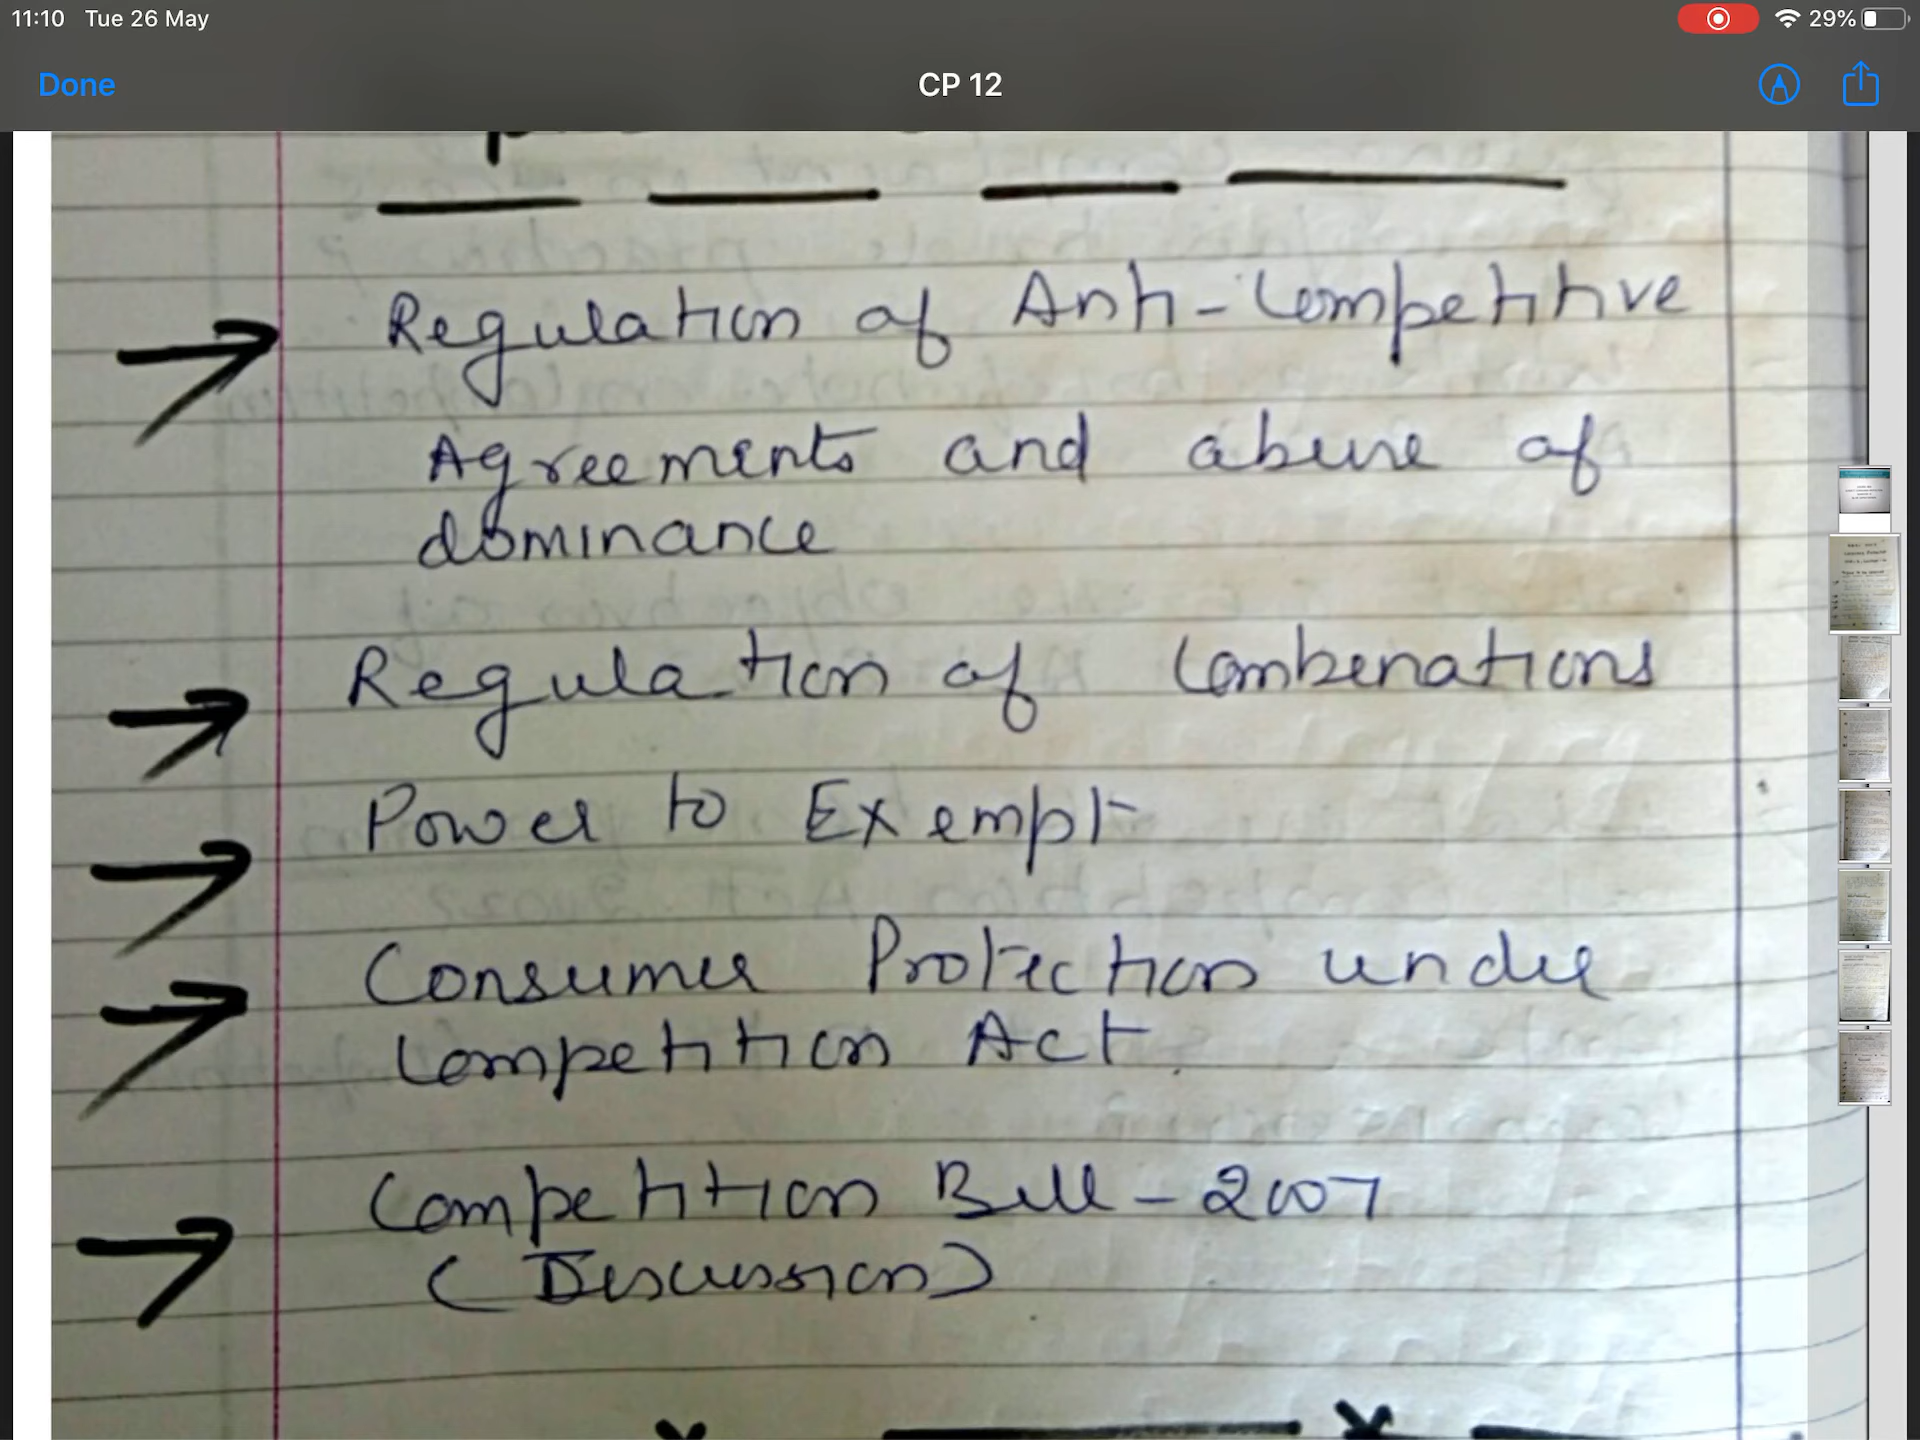 11:10 Tue 26 May
29%
Done
CP 12
Regulation of Anti-Competitive
Agreements and abuse of
dominance
Regulation of Combenations
Power to Exempt
Consumer Protection under
Competition Act
Competition Bill - 2007
(Discussion)